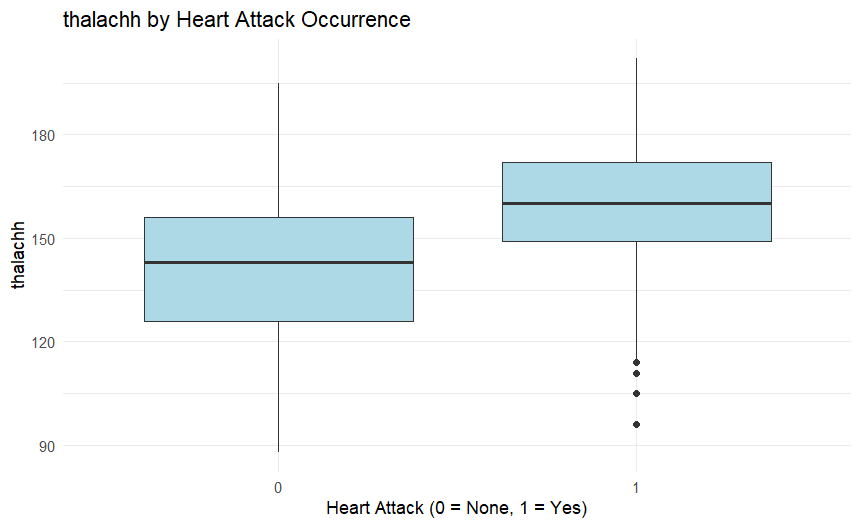 thalachh by Heart Attack Occurrence
thalachh
180
150
120
90
0
1
Heart Attack (0 = None, 1 = Yes)